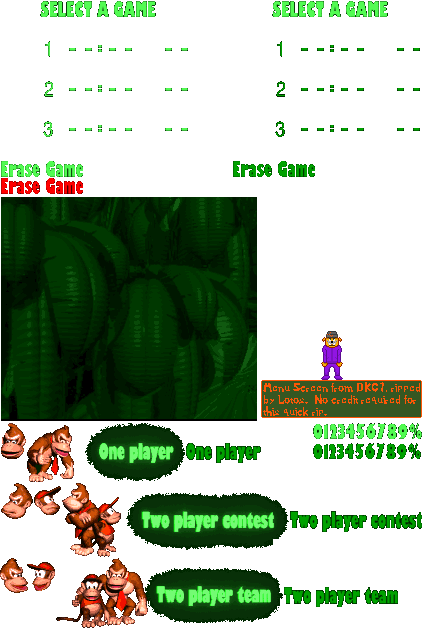 SELECT A GAME SELECT A GAME
1 --:-- -- 1 --:-- --
2 --:-- -- 2 --:-- --
3 --:-- -- 3 --:-- --
Erase Game Erase Game
Erase Game
Menu Screen from DKC1, ripped
by Lotos. No credit required for
this quick rip.
0123456789%
One player One player
0123456789%
Two player contest Two player contest
Two player team Two player team